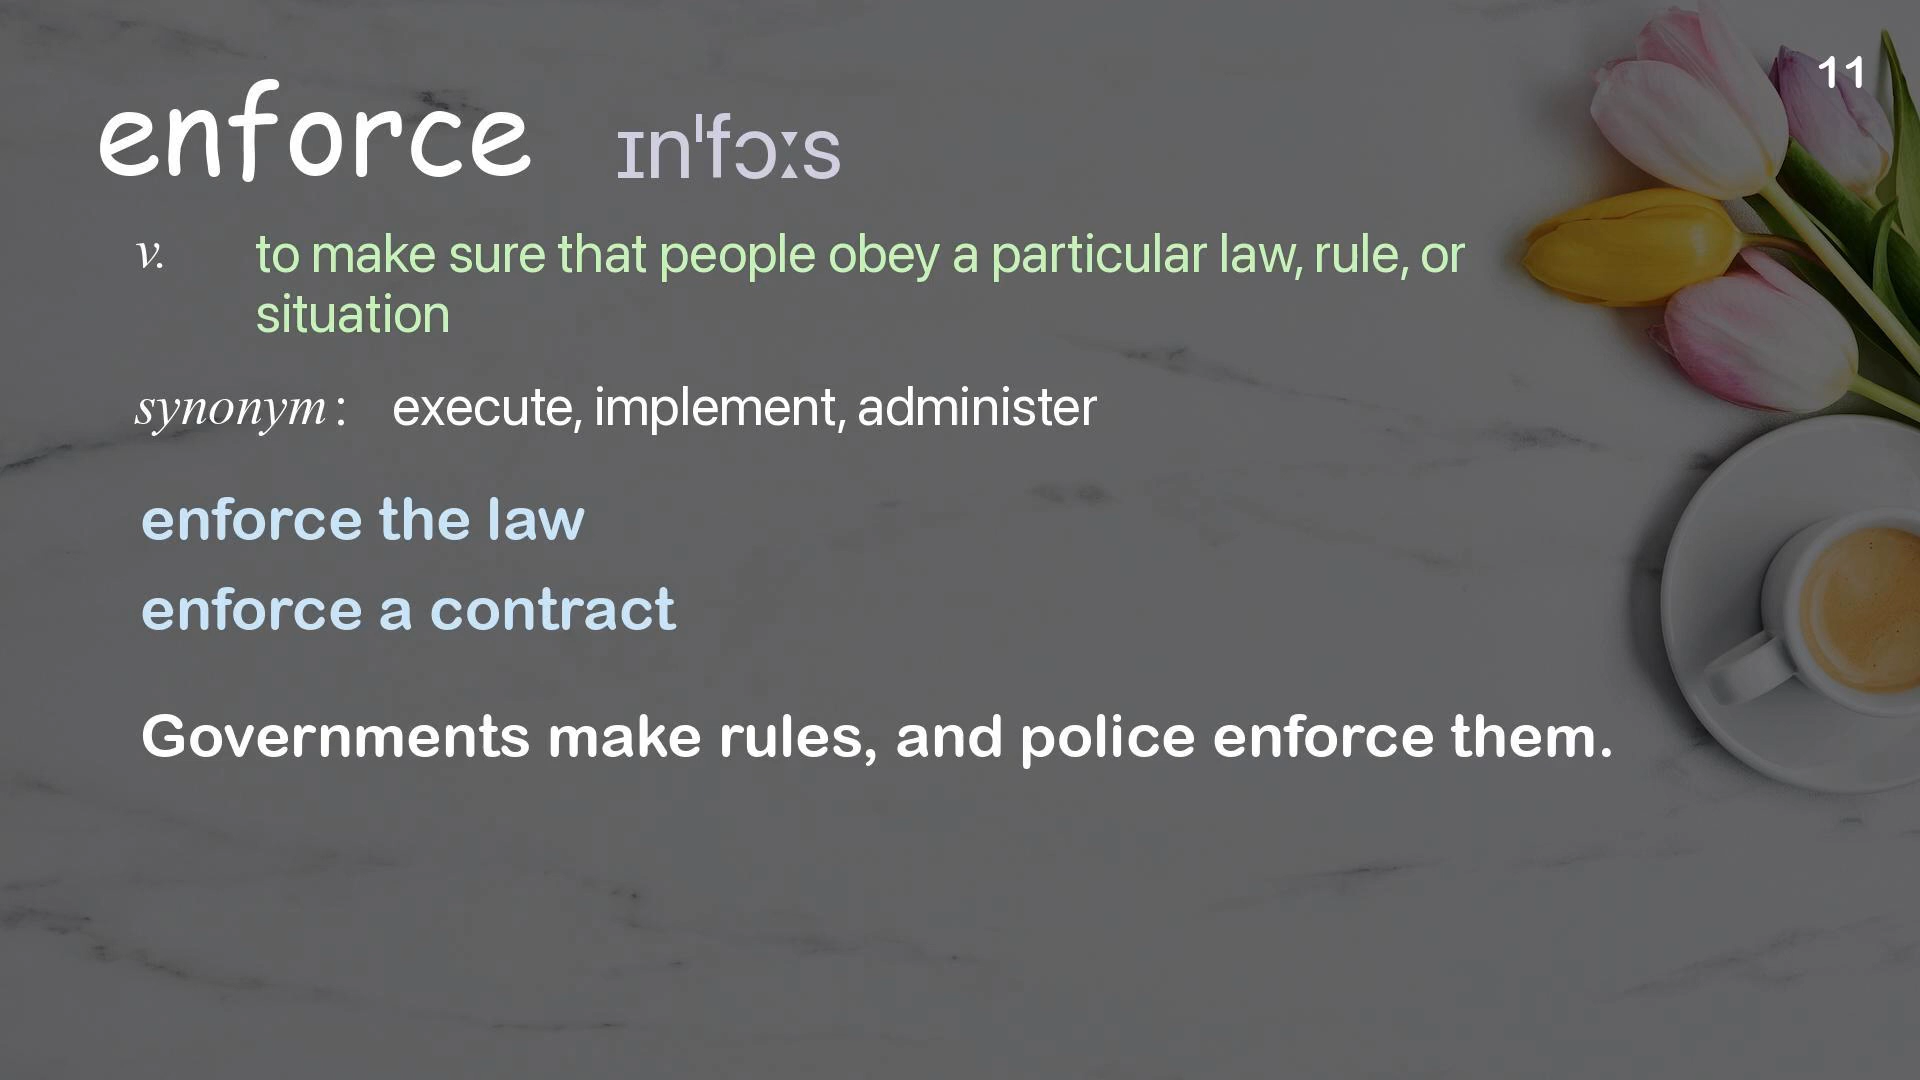 11
enforce ɪnˈfɔːs
v. to make sure that people obey a particular law, rule, or
situation
synonym : execute, implement, administer
enforce the law
enforce a contract
Governments make rules, and police enforce them.